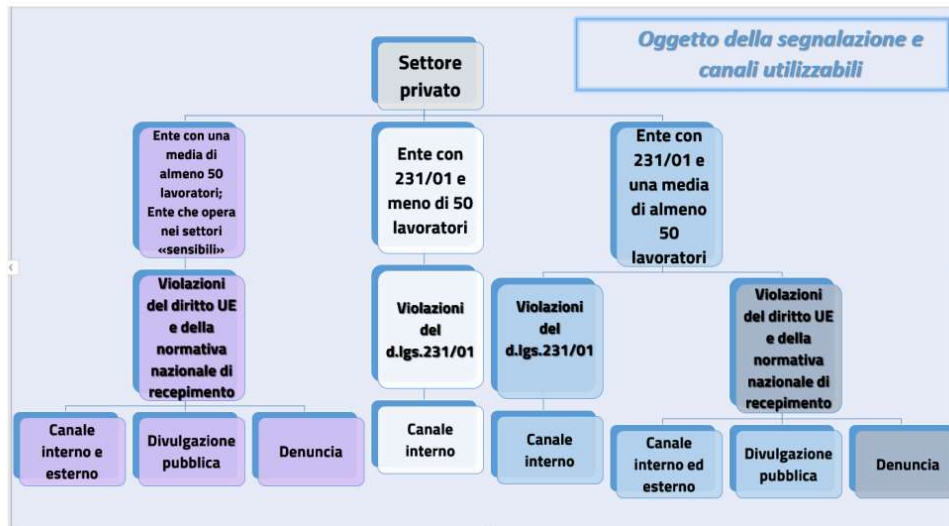 Oggetto della segnalazione e
canali utilizzabili
Settore
privato
Ente con una
media di
almeno 50
lavoratori;
Ente che opera
nei settori
«sensibili»
Ente con
231/01 e
meno di 50
lavoratori
Ente con
231/01 e
una media
di almeno
50
lavoratori
Violazioni
del diritto UE
e della
normativa
nazionale di
recepimento
Violazioni
del
d.lgs.231/01
Violazioni
del
d.lgs.231/01
Violazioni
del diritto UE
e della
normativa
nazionale di
recepimento
Canale
interno e
esterno
Divulgazione
pubblica
Denuncia
Canale
interno
Canale
interno
Canale
interno ed
esterno
Divulgazione
pubblica
Denuncia